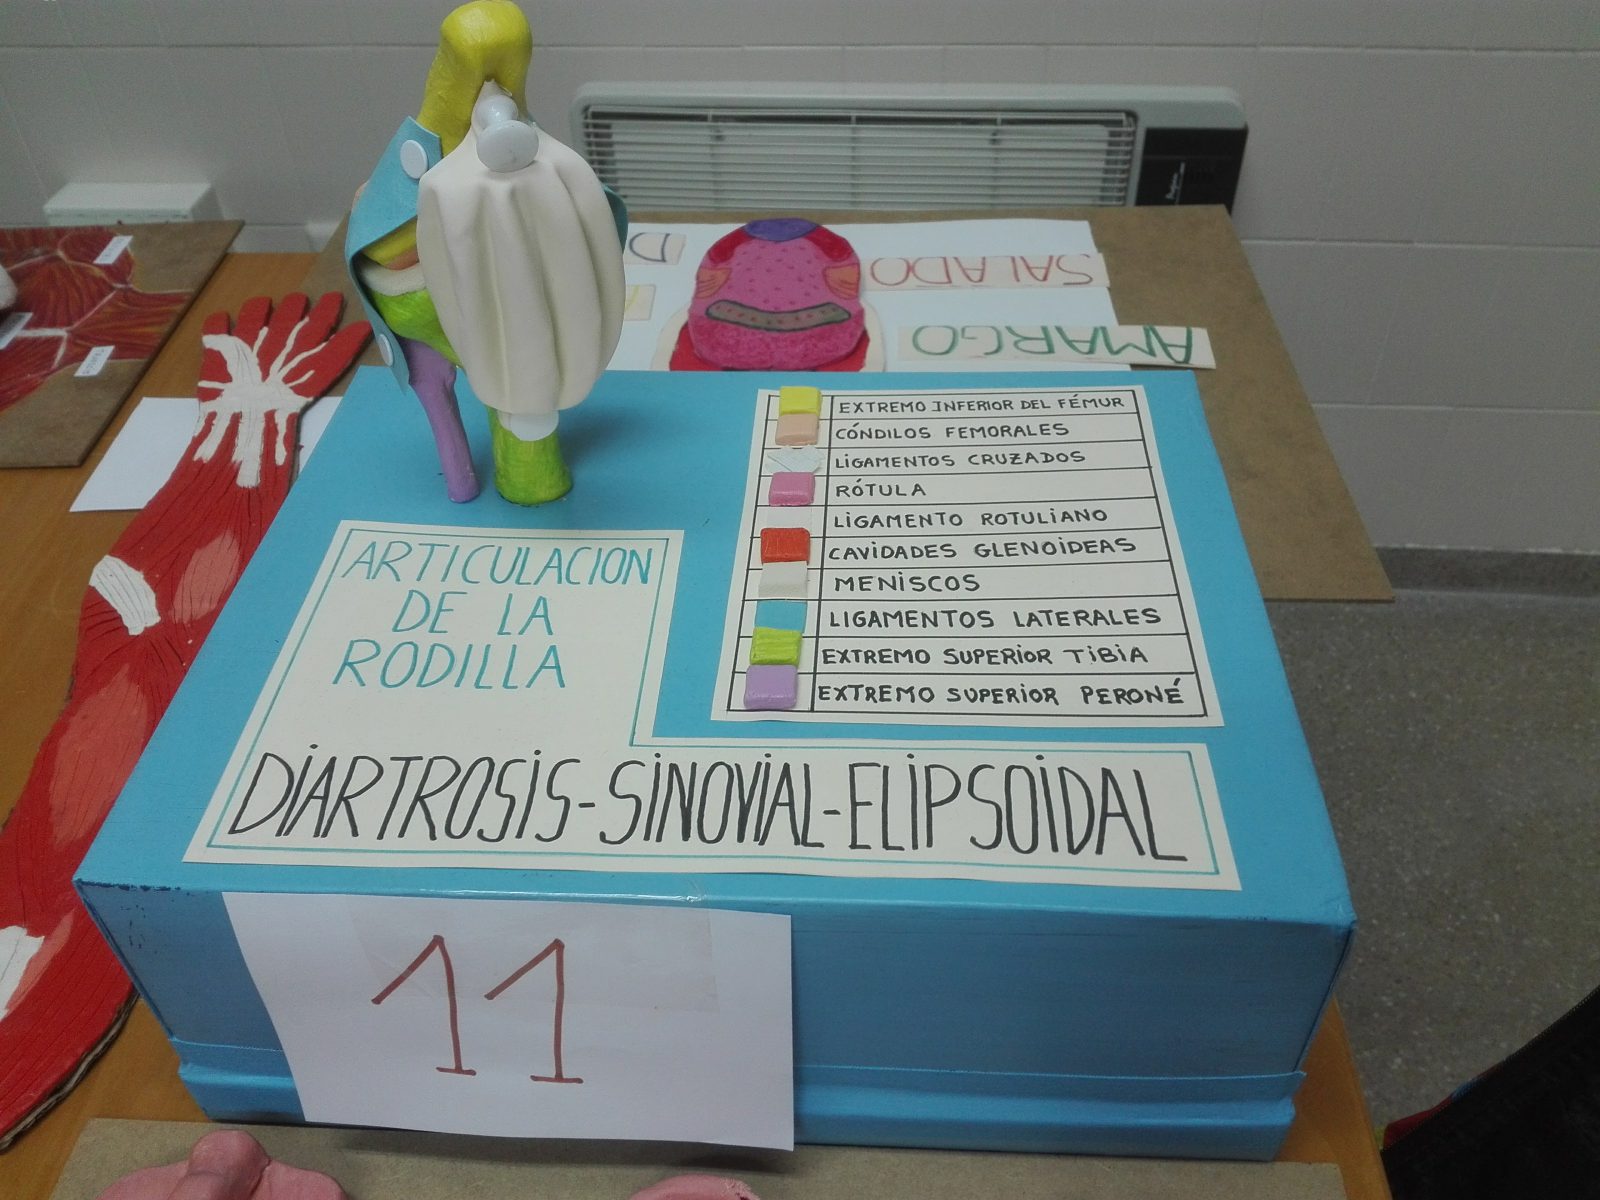 SALADO
AMARGO
D
EXTREMO INFERIOR DEL FÉMUR
CÓNDILOS FEMORALES
LIGAMENTOS CRUZADOS
RÓTULA
LIGAMENTO ROTULIANO
CAVIDADES GLENOIDEAS
MENISCOS
LIGAMENTOS LATERALES
EXTREMO SUPERIOR TIBIA
EXTREMO SUPERIOR PERONÉ
ARTICULACION
DE LA
RODILLA
DIARTROSIS-SINOVIAL-ELIPSOIDAL
11